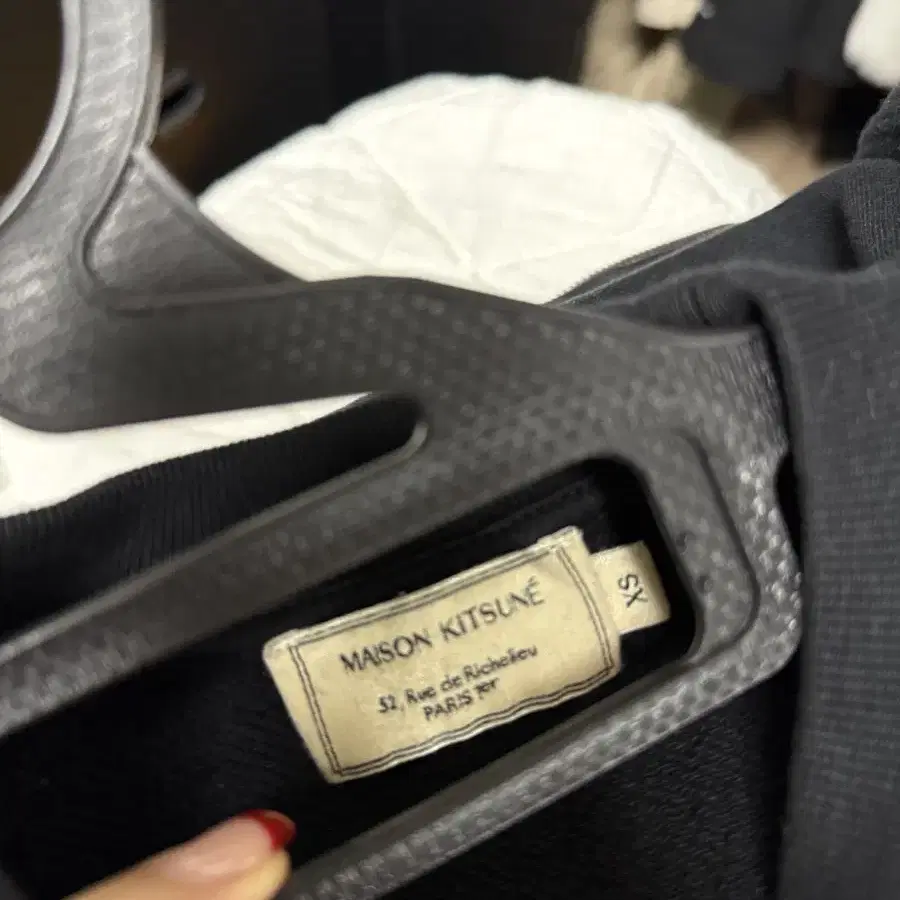 MAISON KITSUNÉ
52, Rue de Richelieu
PARIS 1er
XS